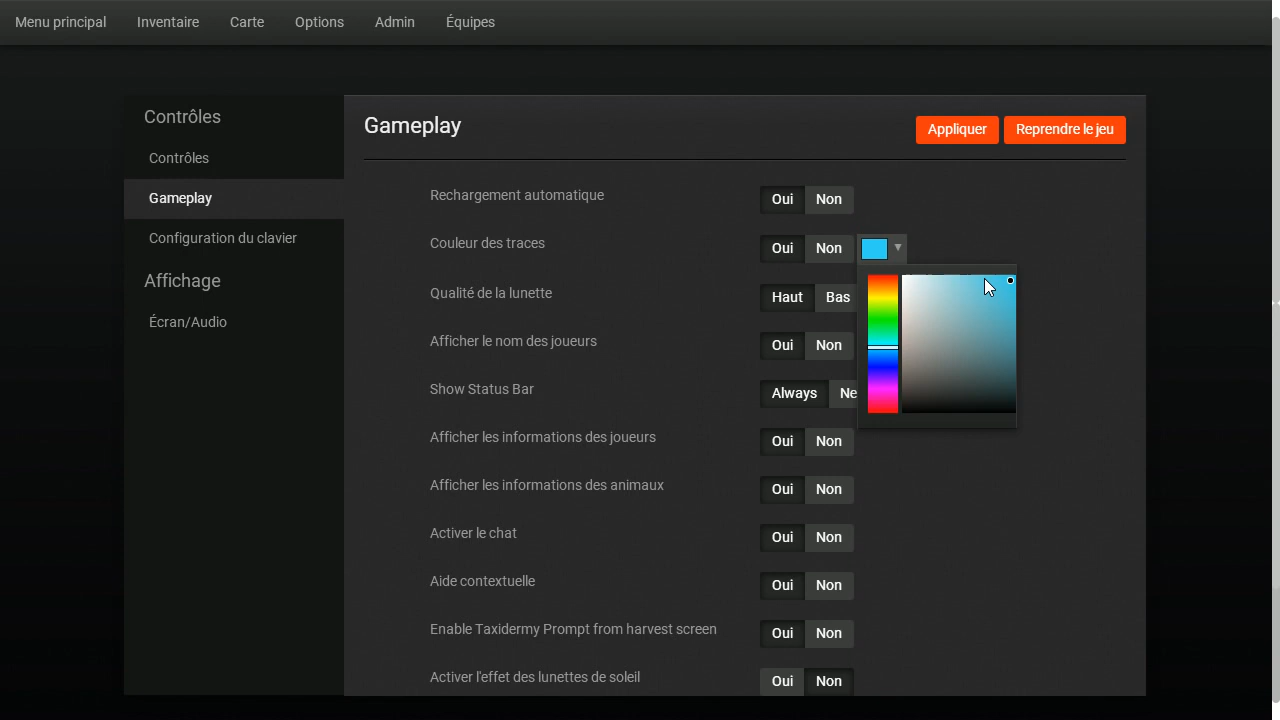 Menu principal Inventaire Carte Options Admin Équipes
Contrôles
Contrôles
Gameplay
Configuration du clavier
Affichage
Écran/Audio
Gameplay
Appliquer Reprendre le jeu
Rechargement automatique Oui Non
Couleur des traces Oui Non
Qualité de la lunette Haut Bas
Afficher le nom des joueurs Oui Non
Show Status Bar Always Ne
Afficher les informations des joueurs Oui Non
Afficher les informations des animaux Oui Non
Activer le chat Oui Non
Aide contextuelle Oui Non
Enable Taxidermy Prompt from harvest screen Oui Non
Activer l'effet des lunettes de soleil Oui Non